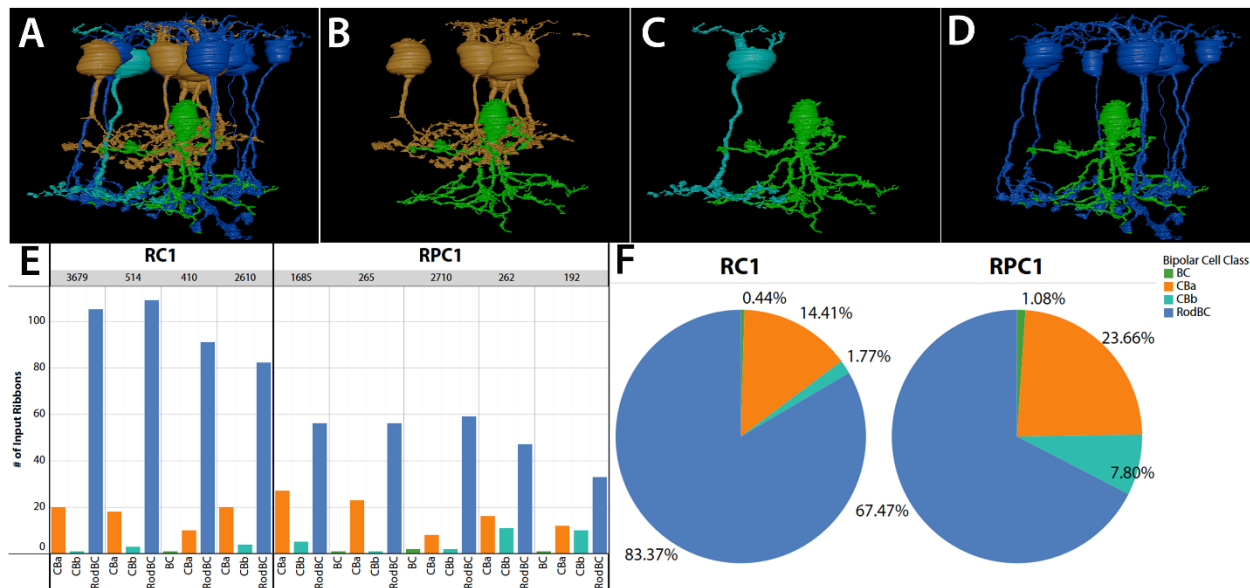 A
B
C
D
E
RC1
RPC1
3679 514 410 2610 1685 265 2710 262 192
# of Input Ribbons
100
80
60
40
20
0
CBa CBb RodBC CBa CBb RodBC BC CBa RodBC CBa CBb RodBC CBa CBb RodBC BC CBa CBb RodBC BC CBa CBb RodBC CBa CBb RodBC BC CBa CBb RodBC
F
RC1
RPC1
0.44%
14.41%
1.77%
83.37%
1.08%
23.66%
7.80%
67.47%
Bipolar Cell Class
BC
CBa
CBb
RodBC